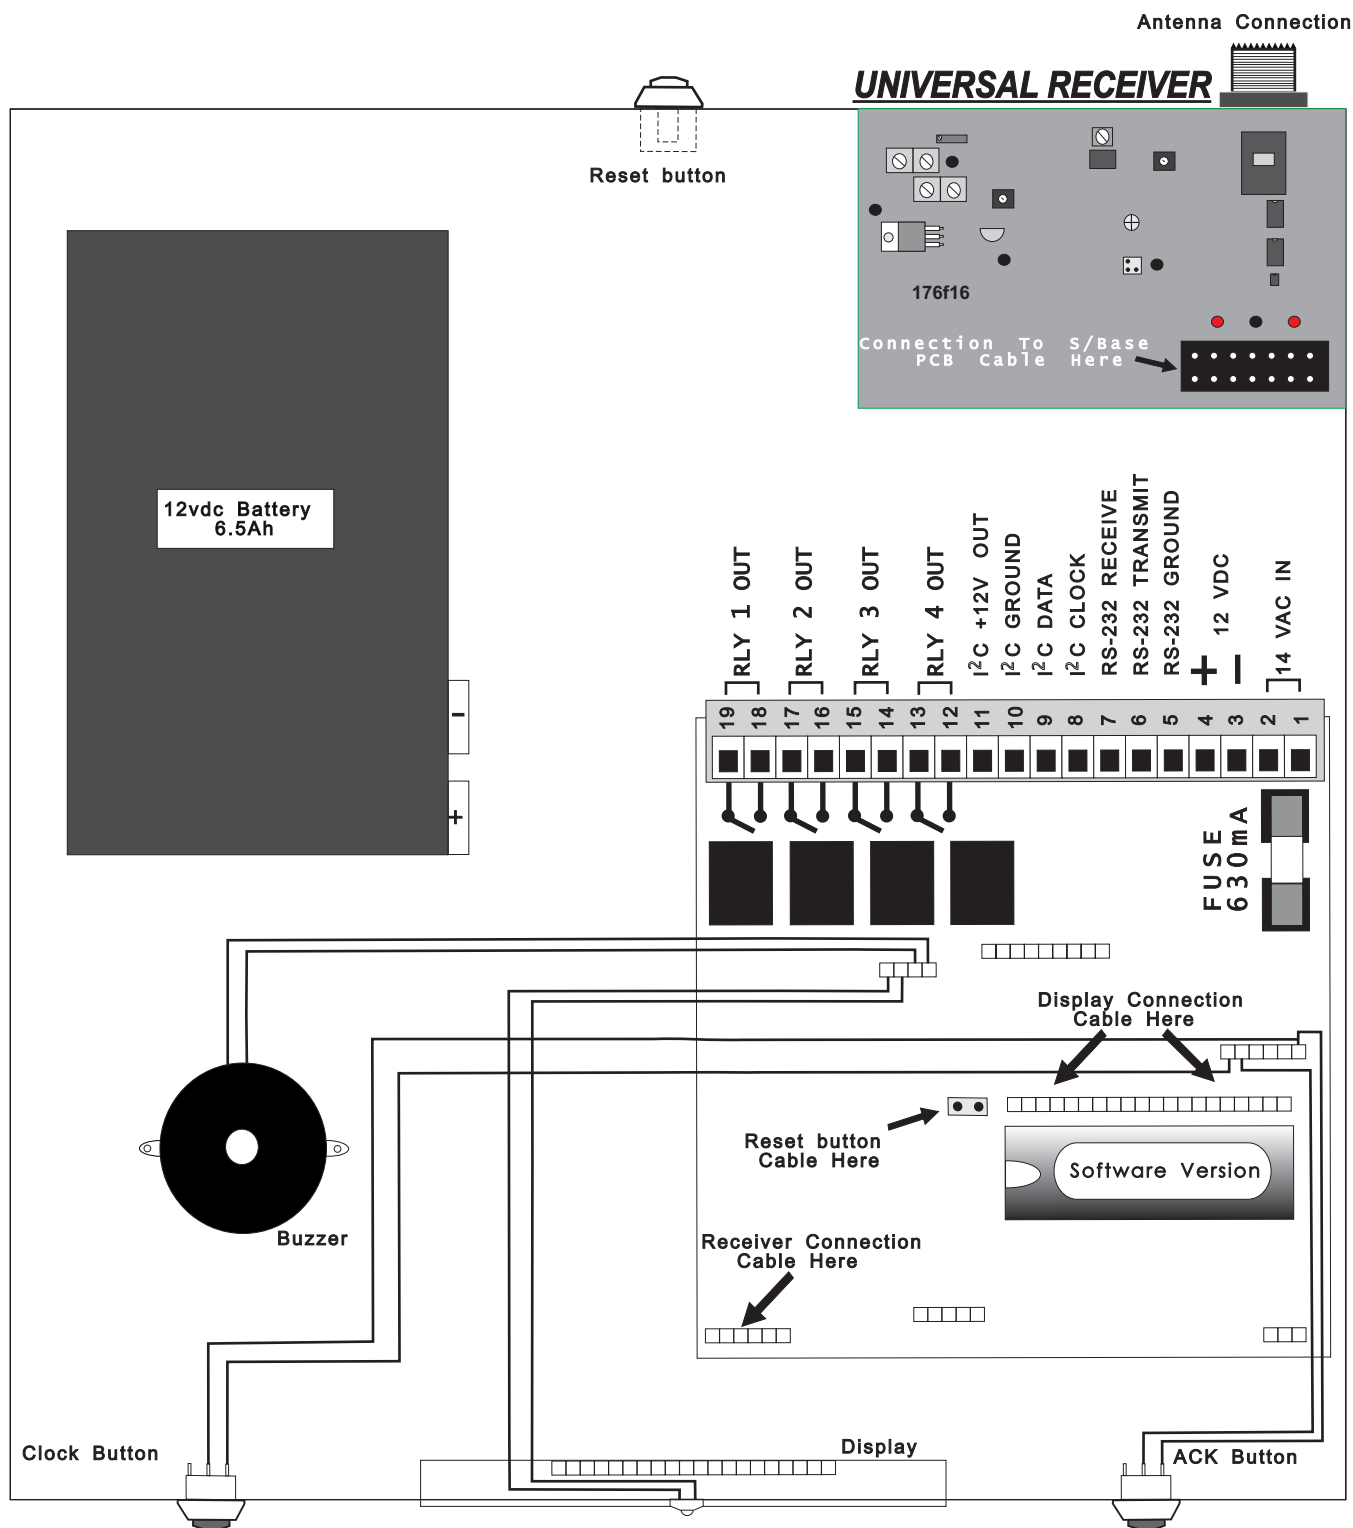 Antenna Connection
UNIVERSAL RECEIVER
Reset button
176f16
Connection To S/Base
PCB Cable Here
12vdc Battery
6.5Ah
-
+
RLY 1 OUT
RLY 2 OUT
RLY 3 OUT
RLY 4 OUT
I²C +12V OUT
I²C GROUND
I²C DATA
I²C CLOCK
RS-232 RECEIVE
RS-232 TRANSMIT
RS-232 GROUND
+ 12 VDC -
14 VAC IN
19 18 17 16 15 14 13 12 11 10 9 8 7 6 5 4 3 2 1
FUSE
630mA
Display Connection
Cable Here
Reset button
Cable Here
Software Version
Buzzer
Receiver Connection
Cable Here
Clock Button
Display
ACK Button